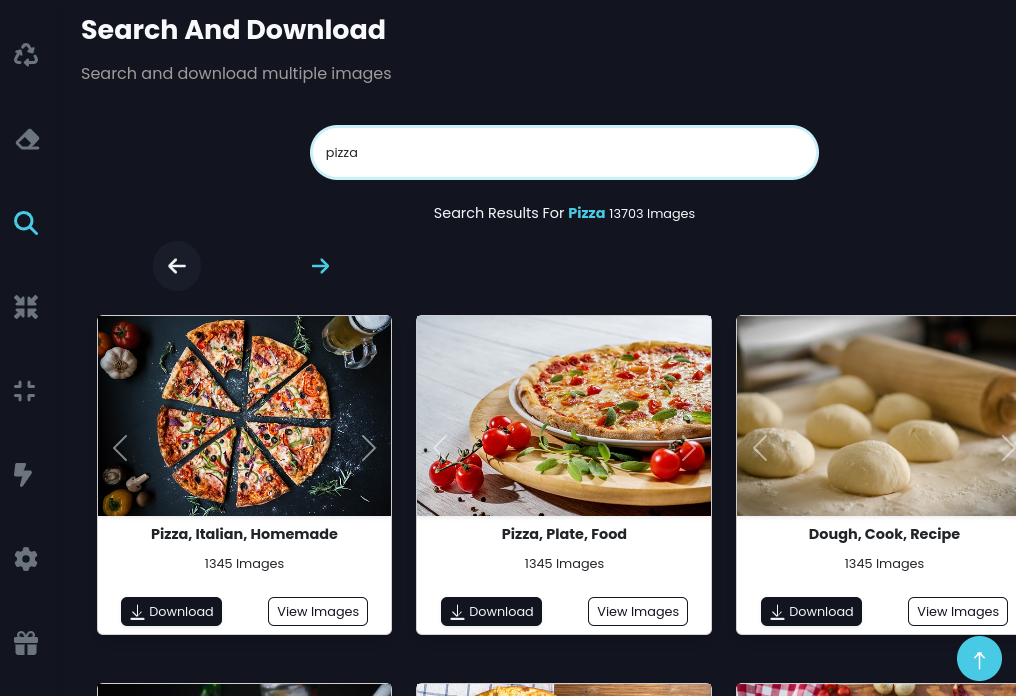 Search And Download
Search and download multiple images
pizza
Search Results For Pizza 13703 Images
Pizza, Italian, Homemade
1345 Images
Download
View Images
Pizza, Plate, Food
1345 Images
Download
View Images
Dough, Cook, Recipe
1345 Images
Download
View Images